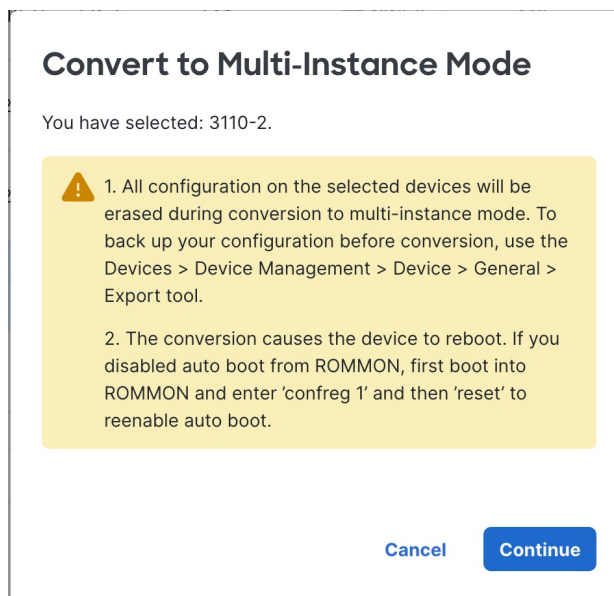 Convert to Multi-Instance Mode
You have selected: 3110-2.
1. All configuration on the selected devices will be
erased during conversion to multi-instance mode. To
back up your configuration before conversion, use the
Devices > Device Management > Device > General >
Export tool.
2. The conversion causes the device to reboot. If you
disabled auto boot from ROMMON, first boot into
ROMMON and enter 'confreg 1' and then 'reset' to
reenable auto boot.
Cancel
Continue